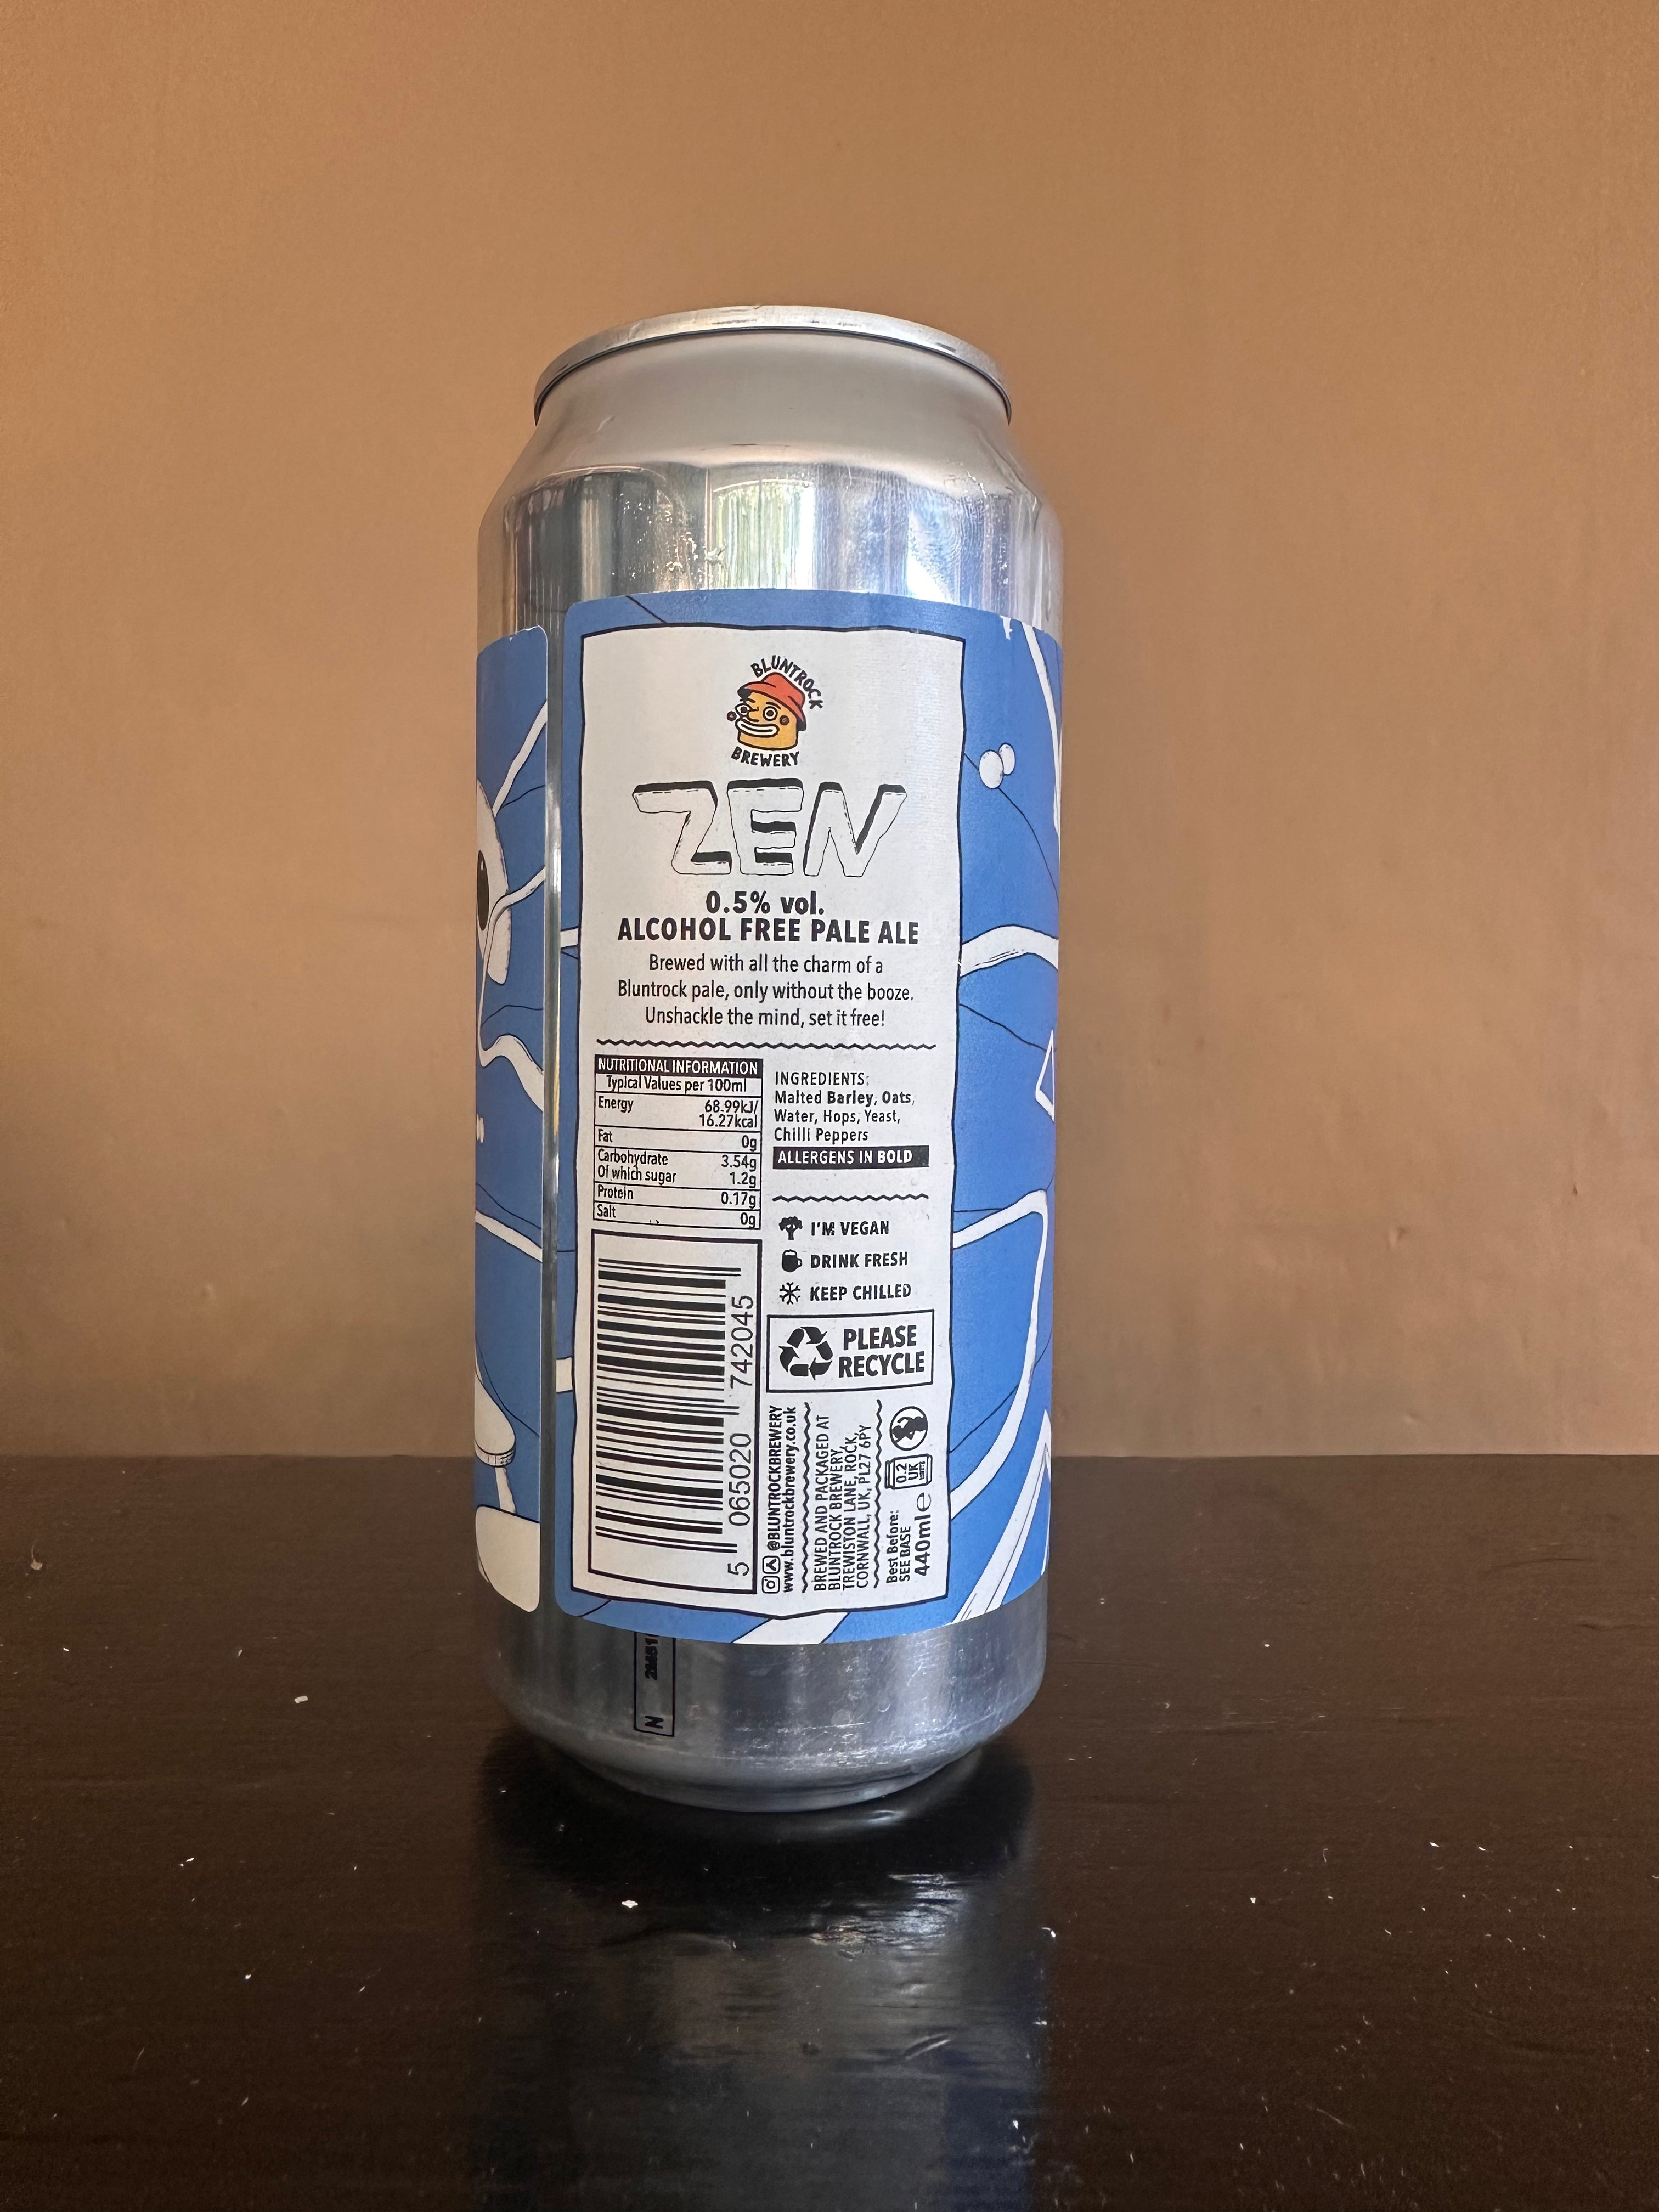 BLUNTROCK
BREWERY
ZEN
0.5% vol.
ALCOHOL FREE PALE ALE
Brewed with all the charm of a
Bluntrock pale, only without the booze.
Unshackle the mind, set it free!
NUTRITIONAL INFORMATION
Typical Values per 100ml
Energy 68.99kJ/
16.27kcal
Fat 0g
Carbohydrate 3.54g
Of which sugar 1.2g
Protein 0.17g
Salt 0g
INGREDIENTS:
Malted Barley, Oats,
Water, Hops, Yeast,
Chilli Peppers
ALLERGENS IN BOLD
I'M VEGAN
DRINK FRESH
KEEP CHILLED
PLEASE
RECYCLE
5 065020 742045
@BLUNTROCKBREWERY
www.bluntrockbrewery.co.uk
BREWED AND PACKAGED AT
BLUNTROCK BREWERY,
TREWISTON LANE, ROCK,
CORNWALL, UK, PL27 6PY
0.2
UK
UNITS
Best Before:
SEE BASE
440ml e
N